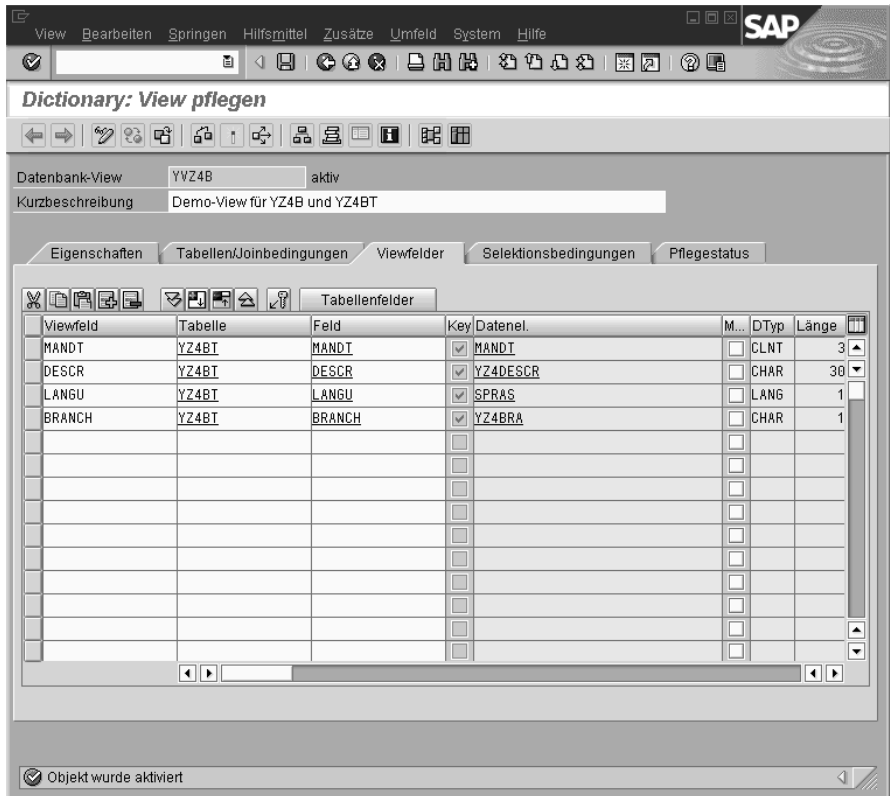 View Bearbeiten Springen Hilfsmittel Zusätze Umfeld System Hilfe
SAP
Dictionary: View pflegen
Datenbank-View YVZ4B aktiv
Kurzbeschreibung Demo-View für YZ4B und YZ4BT
Eigenschaften Tabellen/Joinbedingungen Viewfelder Selektionsbedingungen Pflegestatus
Tabellenfelder
Viewfeld Tabelle Feld Key Datenel. M... DTyp Länge
MANDT YZ4BT MANDT MANDT CLNT 3
DESCR YZ4BT DESCR YZ4DESCR CHAR 30
LANGU YZ4BT LANGU SPRAS LANG 1
BRANCH YZ4BT BRANCH YZ4BRA CHAR 1
Objekt wurde aktiviert